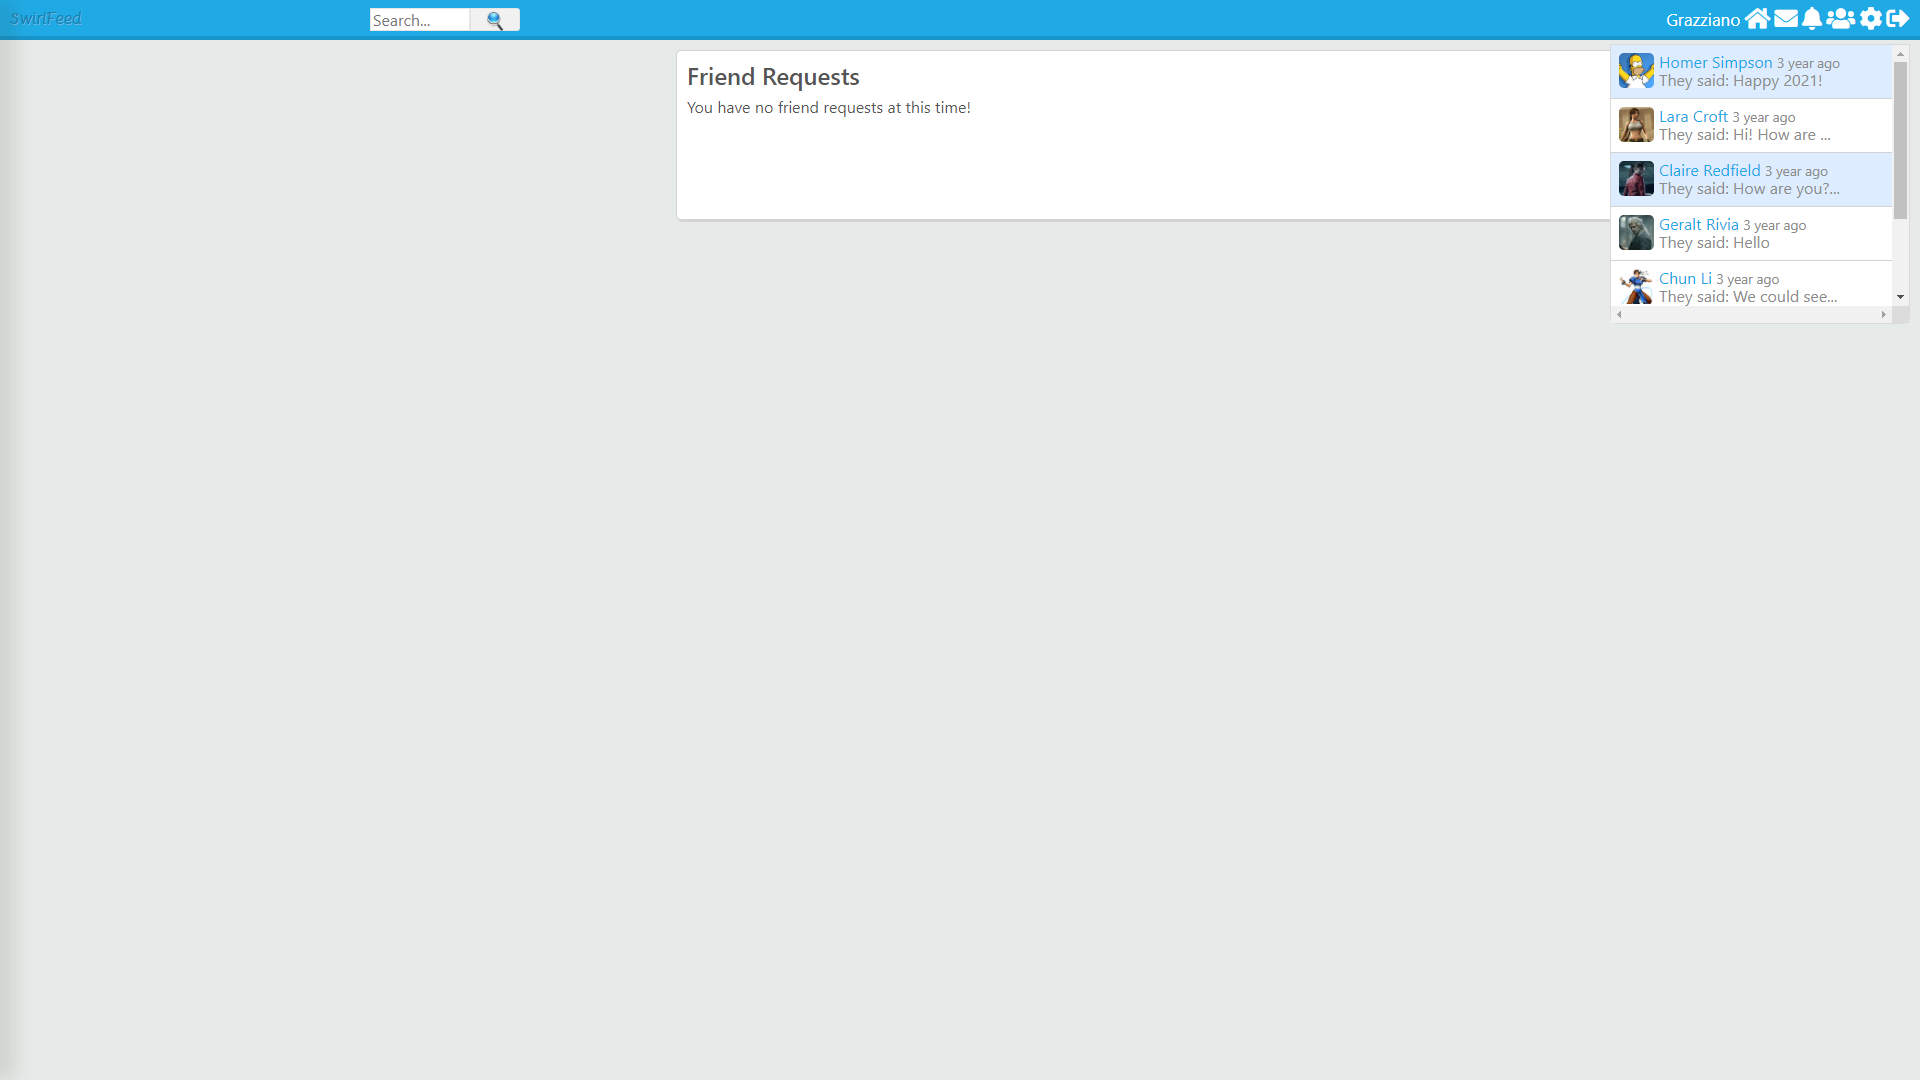 SwirlFeed
Search...
Grazziano
Friend Requests
You have no friend requests at this time!
Homer Simpson 3 year ago
They said: Happy 2021!
Lara Croft 3 year ago
They said: Hi! How are ...
Claire Redfield 3 year ago
They said: How are you?...
Geralt Rivia 3 year ago
They said: Hello
Chun Li 3 year ago
They said: We could see...